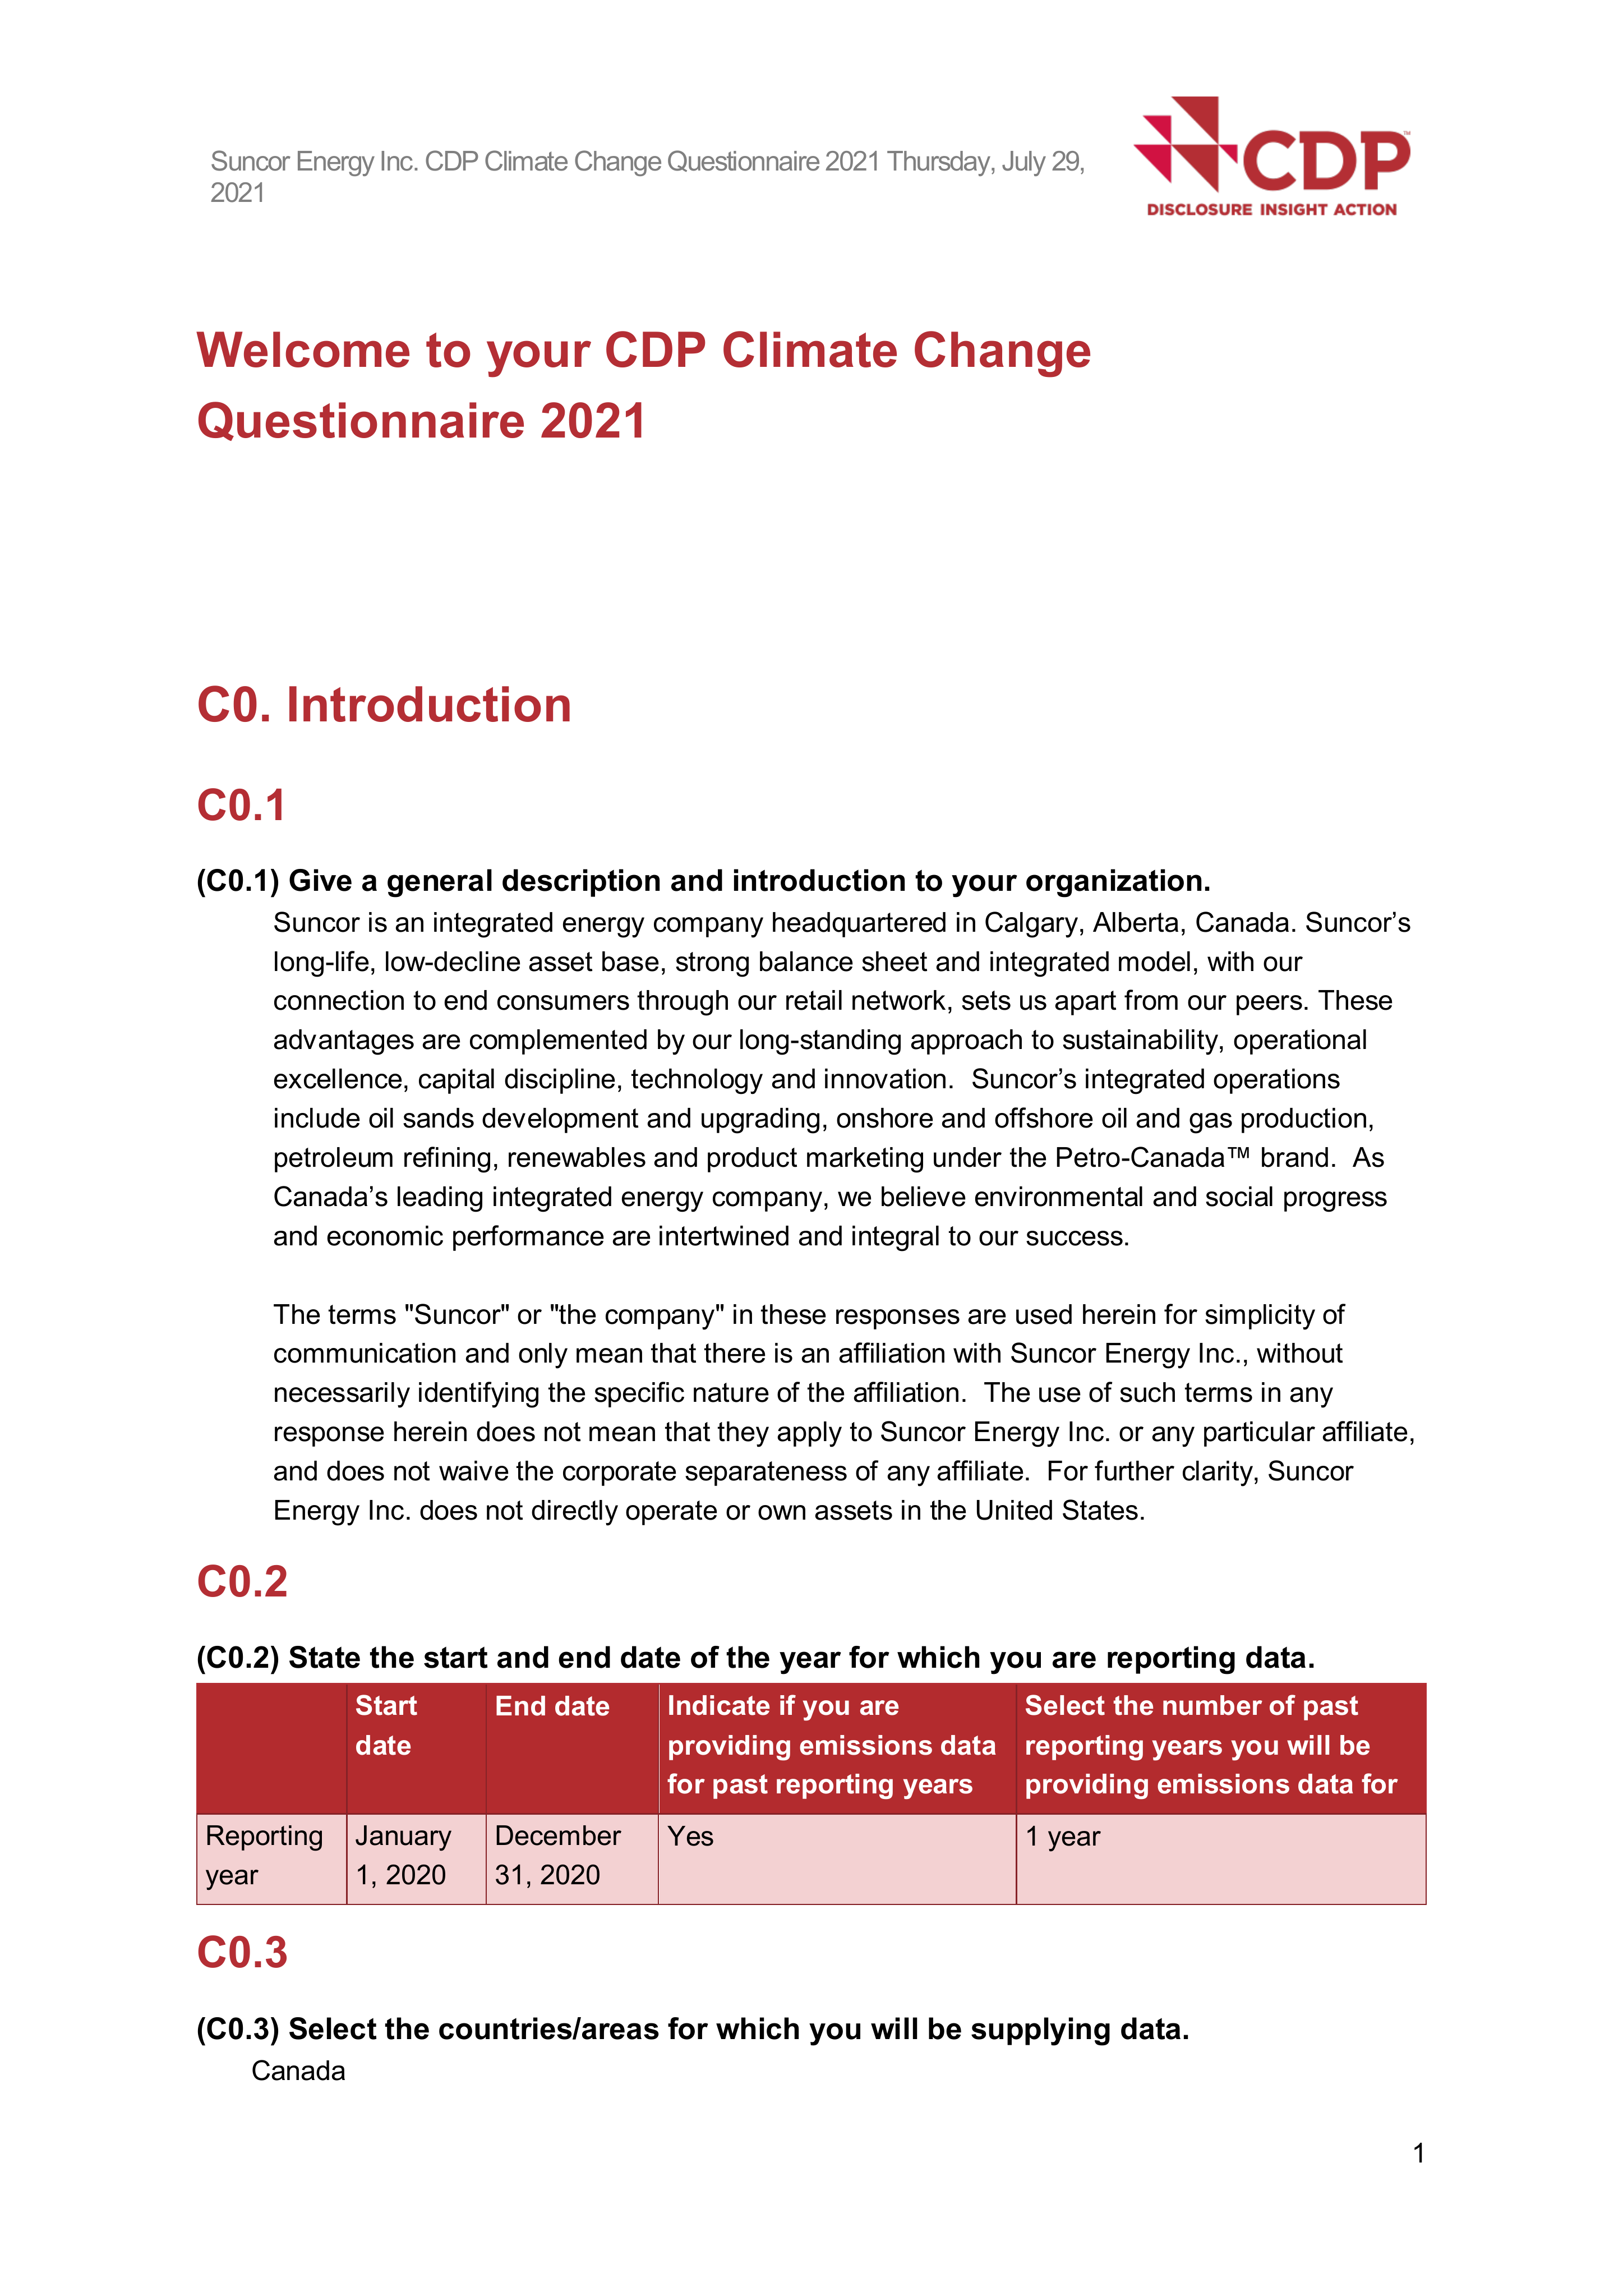 Suncor Energy Inc. CDP Climate Change Questionnaire 2021 Thursday, July 29,
2021
CDP™
DISCLOSURE INSIGHT ACTION
Welcome to your CDP Climate Change
Questionnaire 2021
C0. Introduction
C0.1
(C0.1) Give a general description and introduction to your organization.
Suncor is an integrated energy company headquartered in Calgary, Alberta, Canada. Suncor’s
long-life, low-decline asset base, strong balance sheet and integrated model, with our
connection to end consumers through our retail network, sets us apart from our peers. These
advantages are complemented by our long-standing approach to sustainability, operational
excellence, capital discipline, technology and innovation.  Suncor’s integrated operations
include oil sands development and upgrading, onshore and offshore oil and gas production,
petroleum refining, renewables and product marketing under the Petro-Canada™ brand.  As
Canada’s leading integrated energy company, we believe environmental and social progress
and economic performance are intertwined and integral to our success.
The terms "Suncor" or "the company" in these responses are used herein for simplicity of
communication and only mean that there is an affiliation with Suncor Energy Inc., without
necessarily identifying the specific nature of the affiliation.  The use of such terms in any
response herein does not mean that they apply to Suncor Energy Inc. or any particular affiliate,
and does not waive the corporate separateness of any affiliate.  For further clarity, Suncor
Energy Inc. does not directly operate or own assets in the United States.
C0.2
(C0.2) State the start and end date of the year for which you are reporting data.
Start
date
End date
Indicate if you are
providing emissions data
for past reporting years
Select the number of past
reporting years you will be
providing emissions data for
Reporting
year
January
1, 2020
December
31, 2020
Yes
1 year
C0.3
(C0.3) Select the countries/areas for which you will be supplying data.
Canada
1